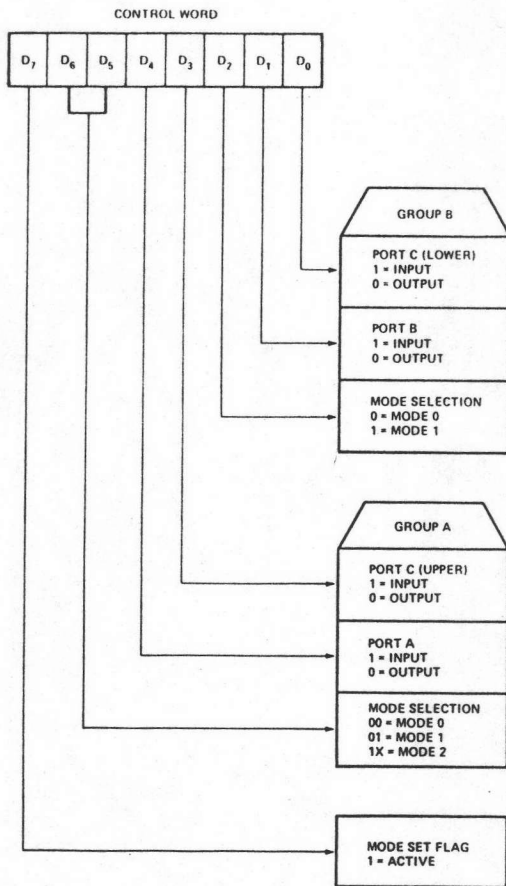 CONTROL WORD
D7 D6 D5 D4 D3 D2 D1 D0
GROUP B
PORT C (LOWER)
1 = INPUT
0 = OUTPUT
PORT B
1 = INPUT
0 = OUTPUT
MODE SELECTION
0 = MODE 0
1 = MODE 1
GROUP A
PORT C (UPPER)
1 = INPUT
0 = OUTPUT
PORT A
1 = INPUT
0 = OUTPUT
MODE SELECTION
00 = MODE 0
01 = MODE 1
1X = MODE 2
MODE SET FLAG
1 = ACTIVE